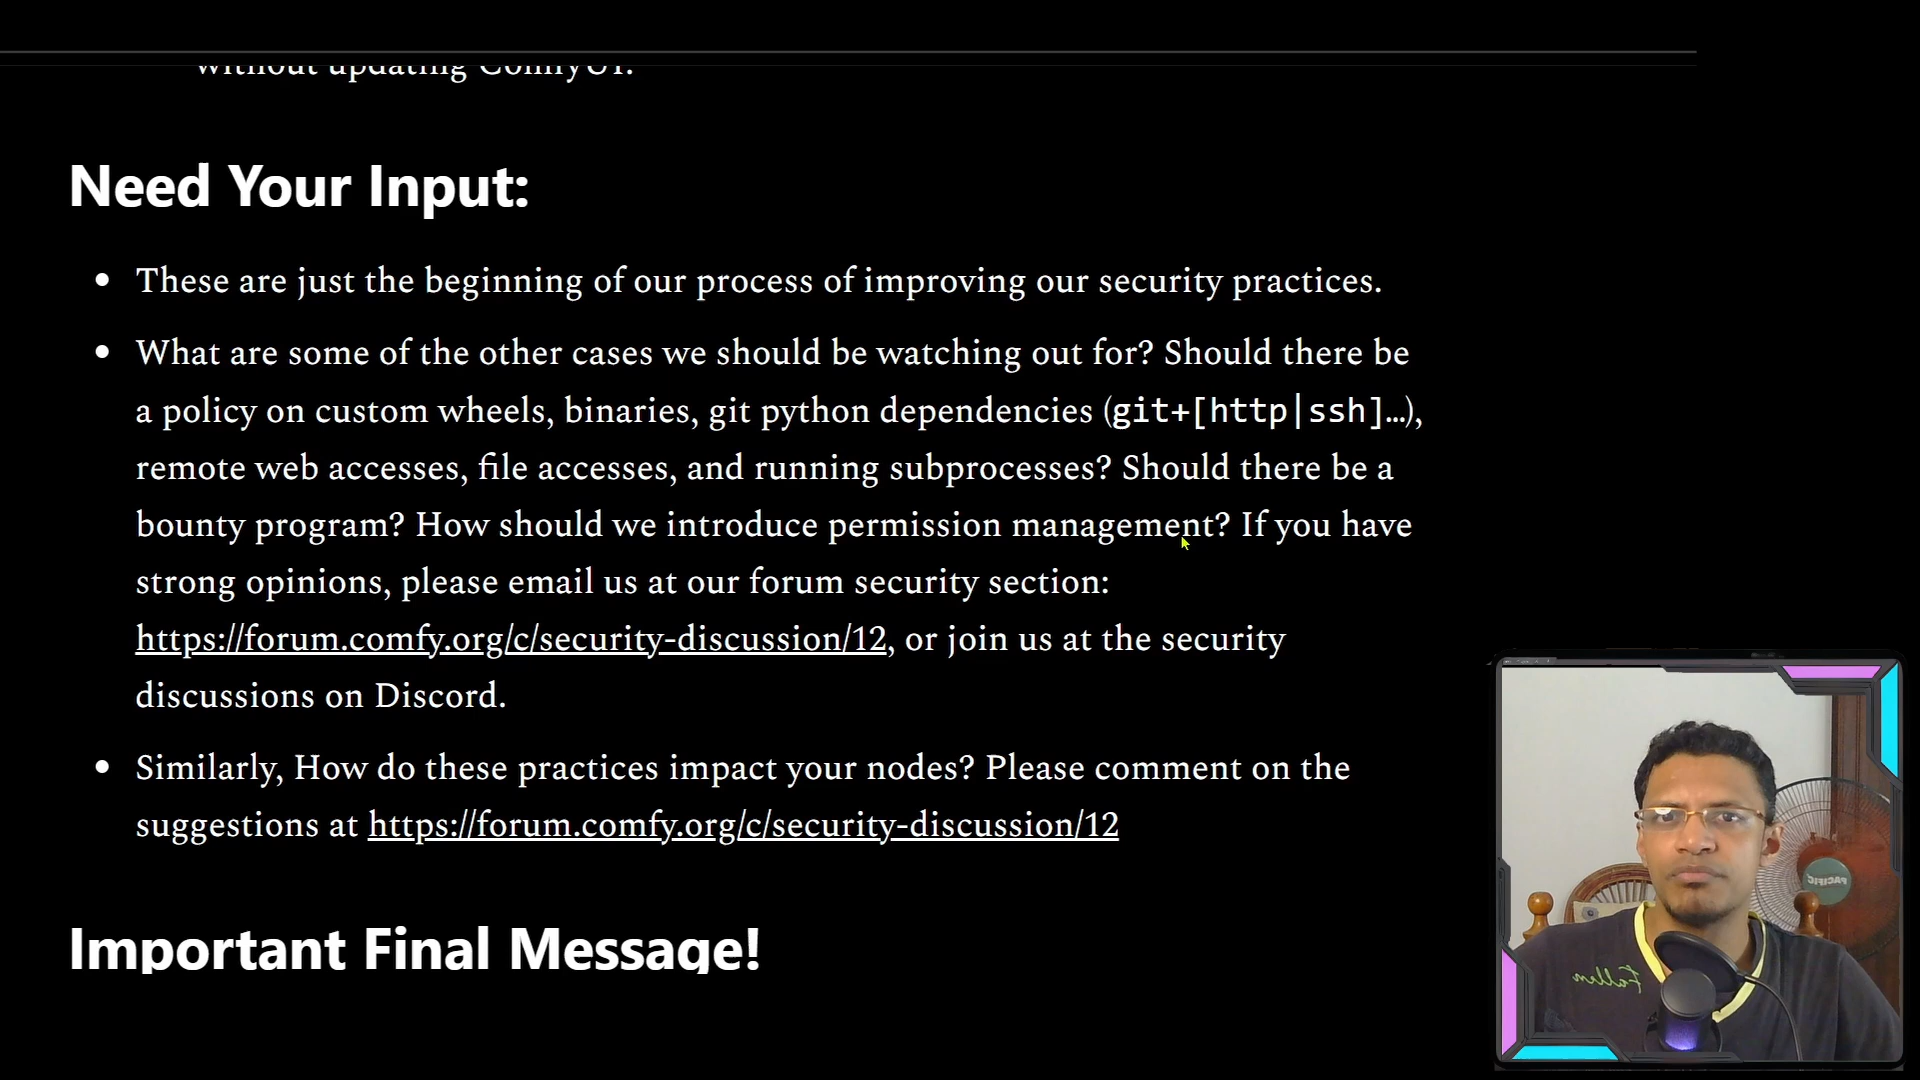 without updating ComfyUI.
Need Your Input:
These are just the beginning of our process of improving our security practices.
What are some of the other cases we should be watching out for? Should there be
a policy on custom wheels, binaries, git python dependencies (git+[http|ssh]…),
remote web accesses, file accesses, and running subprocesses? Should there be a
bounty program? How should we introduce permission management? If you have
strong opinions, please email us at our forum security section:
https://forum.comfy.org/c/security-discussion/12, or join us at the security
discussions on Discord.
Similarly, How do these practices impact your nodes? Please comment on the
suggestions at https://forum.comfy.org/c/security-discussion/12
Important Final Message!
PACIFIC
Fallen